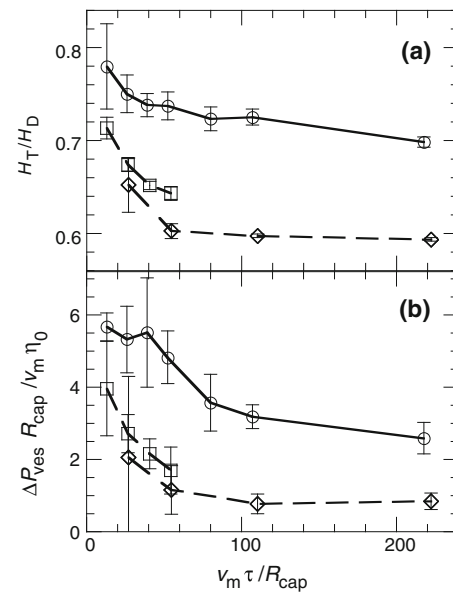 0.8
(a)
H_T/H_D
0.7
0.6
6
(b)
ΔP_ves R_cap / v_m η_0
4
2
0
0 100 200
v_m τ / R_cap